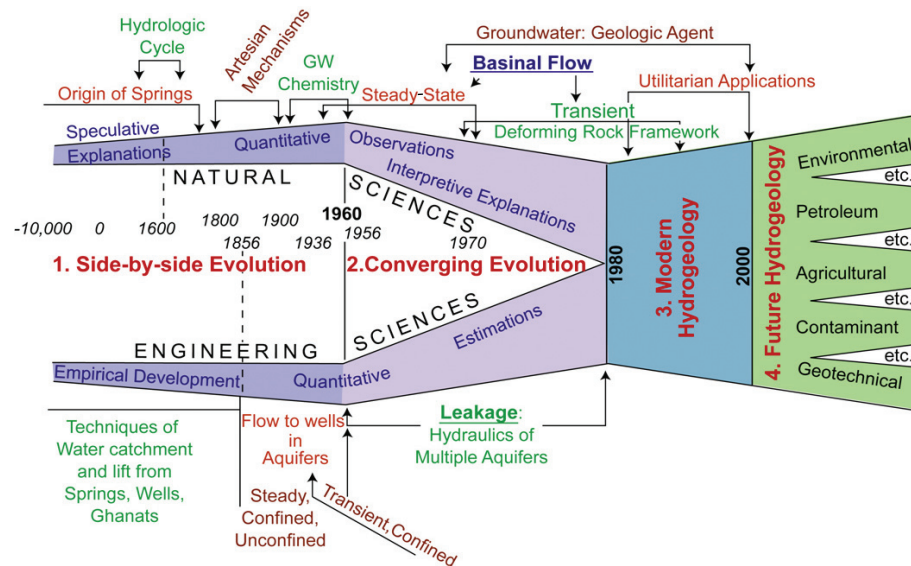 Hydrologic
Cycle
Artesian
Mechanisms
GW
Chemistry
Groundwater: Geologic Agent
Basinal Flow
Utilitarian Applications
Origin of Springs
Steady-State
Transient
Deforming Rock Framework
Speculative
Explanations
Quantitative
Observations
Interpretive Explanations
NATURAL
SCIENCES
-10,000 0 1600 1800 1900 1960
1856 1936 1956 1970
1. Side-by-side Evolution
2.Converging Evolution
1980
3. Modern
Hydrogeology
2000
4. Future Hydrogeology
Environmental
etc.
Petroleum
etc.
Agricultural
etc.
Contaminant
etc.
Geotechnical
SCIENCES
ENGINEERING
Estimations
Empirical Development
Quantitative
Techniques of
Water catchment
and lift from
Springs, Wells,
Ghanats
Flow to wells
in
Aquifers
Steady,
Confined,
Unconfined
Transient,Confined
Leakage:
Hydraulics of
Multiple Aquifers